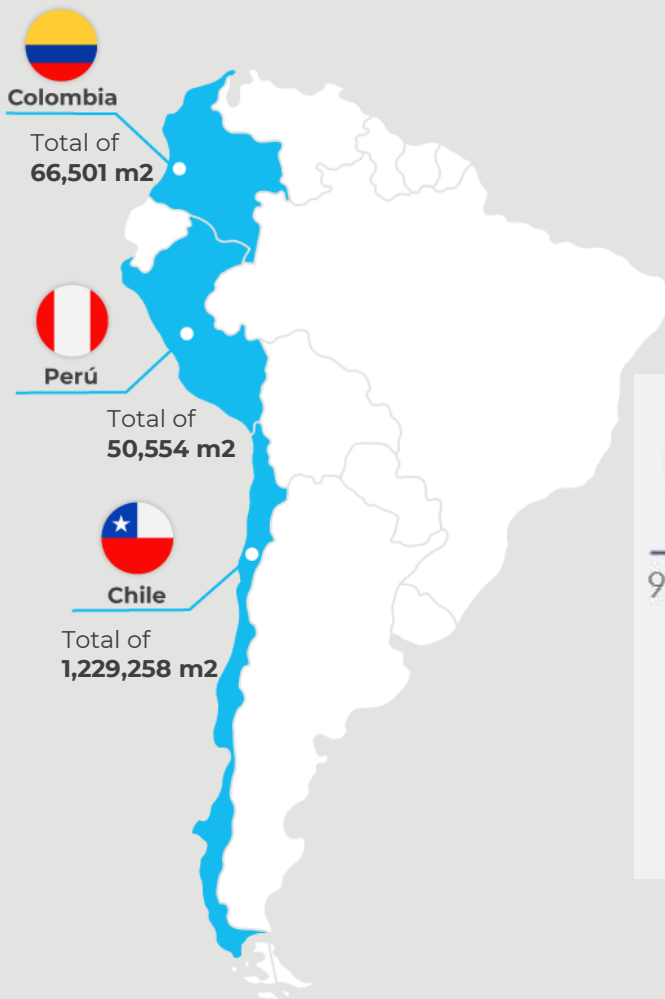 Colombia
Total of
66,501 m2
Perú
Total of
50,554 m2
Chile
Total of
1,229,258 m2
9